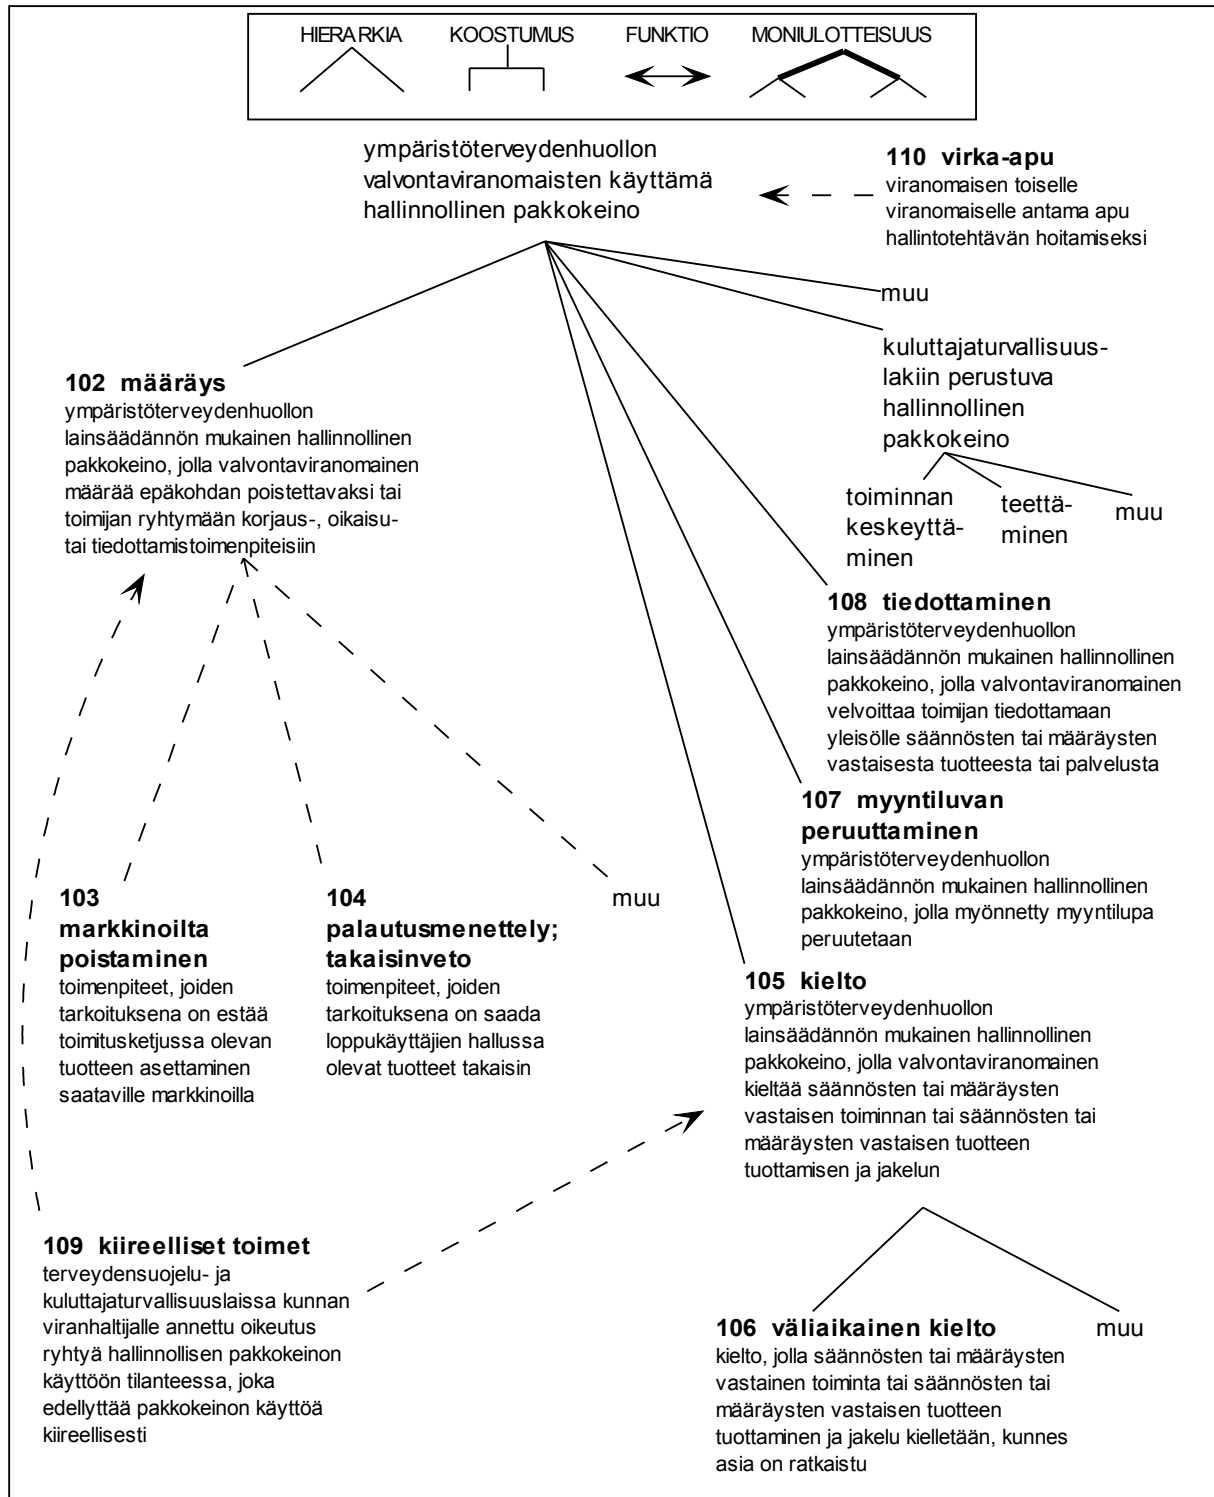 HIERARKIA KOOSTUMUS FUNKTIO MONIULOTTEISUUS
ympäristöterveydenhuollon
valvontaviranomaisten käyttämä
hallinnollinen pakkokeino
110 virka-apu
viranomaisen toiselle
viranomaiselle antama apu
hallintotehtävän hoitamiseksi
muu
kuluttajaturvallisuus-
lakiin perustuva
hallinnollinen
pakkokeino
toiminnan
keskeyttä-
minen
teettä-
minen
muu
102 määräys
ympäristöterveydenhuollon
lainsäädännön mukainen hallinnollinen
pakkokeino, jolla valvontaviranomainen
määrää epäkohdan poistettavaksi tai
toimijan ryhtymään korjaus-, oikaisu-
tai tiedottamistoimenpiteisiin
108 tiedottaminen
ympäristöterveydenhuollon
lainsäädännön mukainen hallinnollinen
pakkokeino, jolla valvontaviranomainen
velvoittaa toimijan tiedottamaan
yleisölle säännösten tai määräysten
vastaisesta tuotteesta tai palvelusta
107 myyntiluvan
peruuttaminen
ympäristöterveydenhuollon
lainsäädännön mukainen hallinnollinen
pakkokeino, jolla myönnetty myyntilupa
peruutetaan
103
markkinoilta
poistaminen
toimenpiteet, joiden
tarkoituksena on estää
toimitusketjussa olevan
tuotteen asettaminen
saataville markkinoilla
104
palautusmenettely;
takaisinveto
toimenpiteet, joiden
tarkoituksena on saada
loppukäyttäjien hallussa
olevat tuotteet takaisin
muu
105 kielto
ympäristöterveydenhuollon
lainsäädännön mukainen hallinnollinen
pakkokeino, jolla valvontaviranomainen
kieltää säännösten tai määräysten
vastaisen toiminnan tai säännösten tai
määräysten vastaisen tuotteen
tuottamisen ja jakelun
109 kiireelliset toimet
terveydensuojelu- ja
kuluttajaturvallisuuslaissa kunnan
viranhaltijalle annettu oikeutus
ryhtyä hallinnollisen pakkokeinon
käyttöön tilanteessa, joka
edellyttää pakkokeinon käyttöä
kiireellisesti
106 väliaikainen kielto
kielto, jolla säännösten tai määräysten
vastainen toiminta tai säännösten tai
määräysten vastaisen tuotteen
tuottaminen ja jakelu kielletään, kunnes
asia on ratkaistu
muu